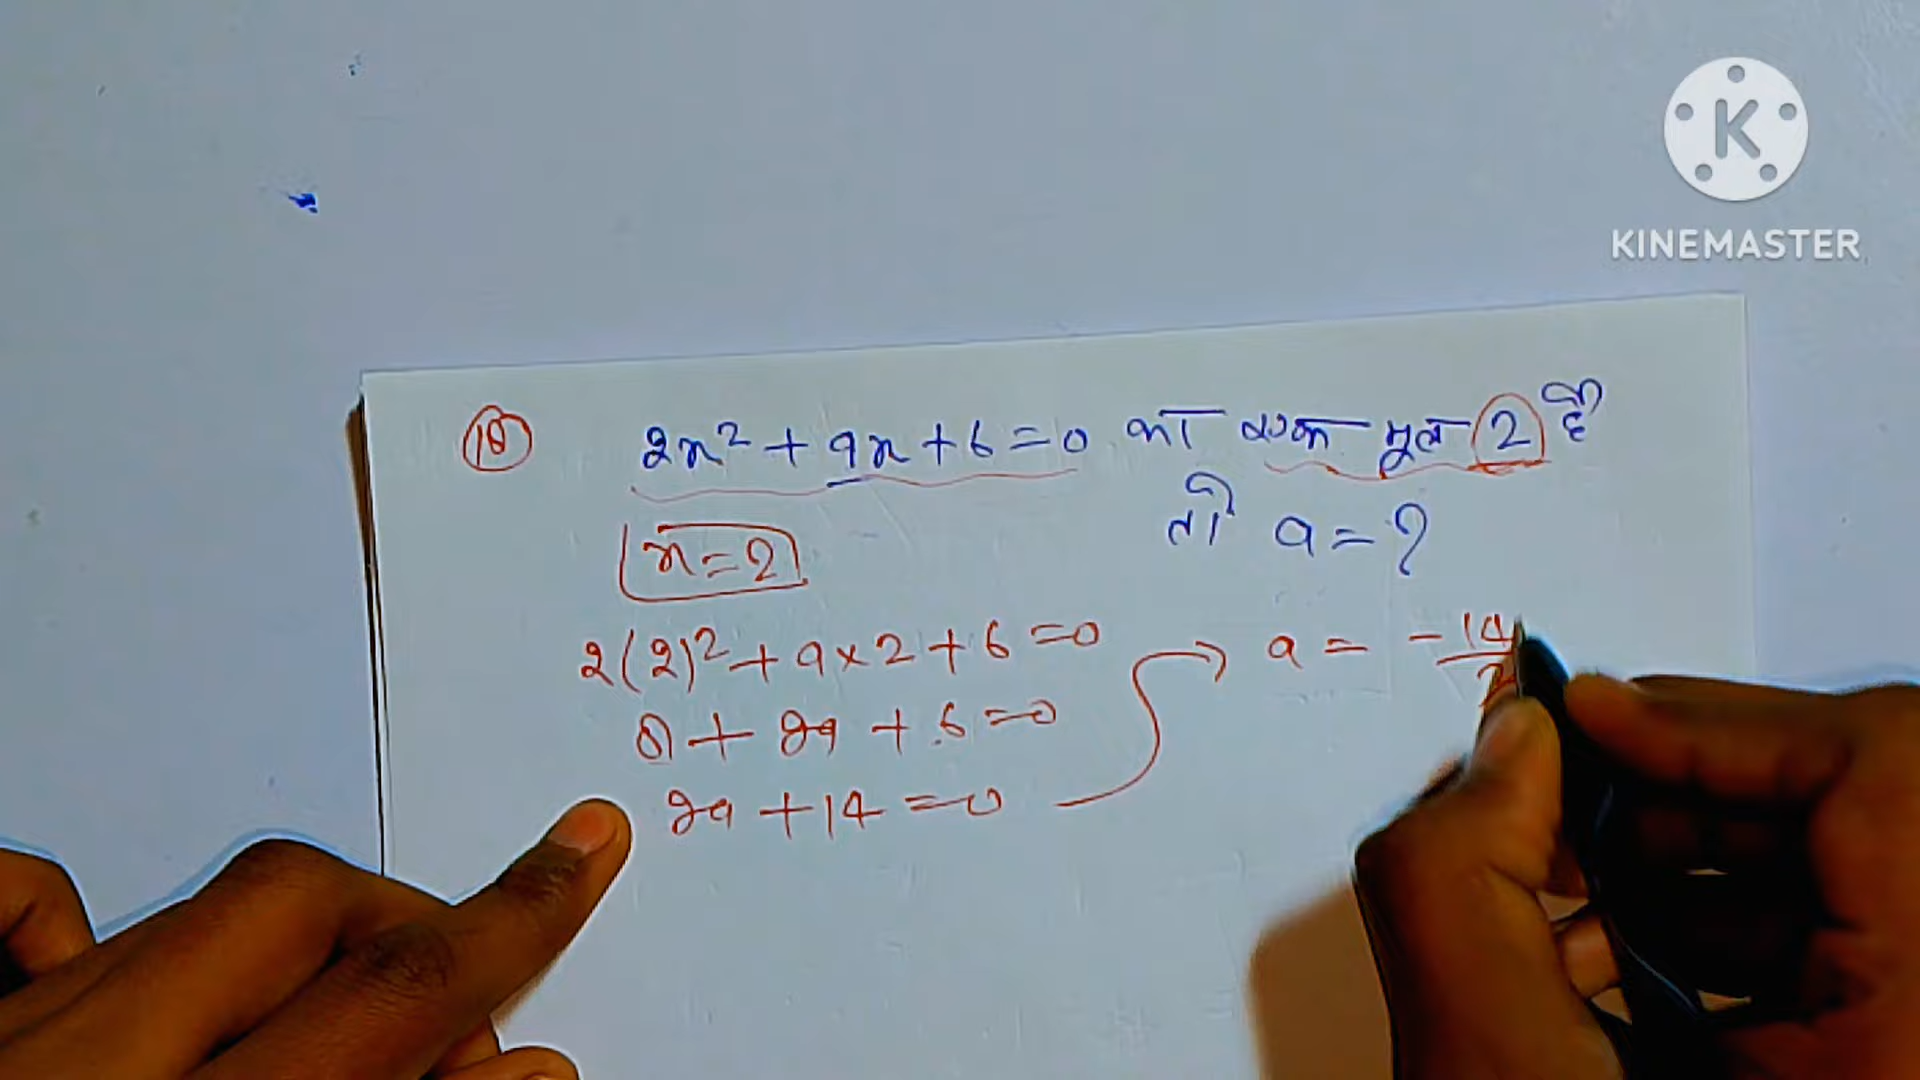 K
KINEMASTER
2x² + ax + 6 = 0 का एक मूल 2 है
तो a = ?
x = 2
2(2)² + a × 2 + 6 = 0
8 + 2a + 6 = 0
2a + 14 = 0
a = -14/2